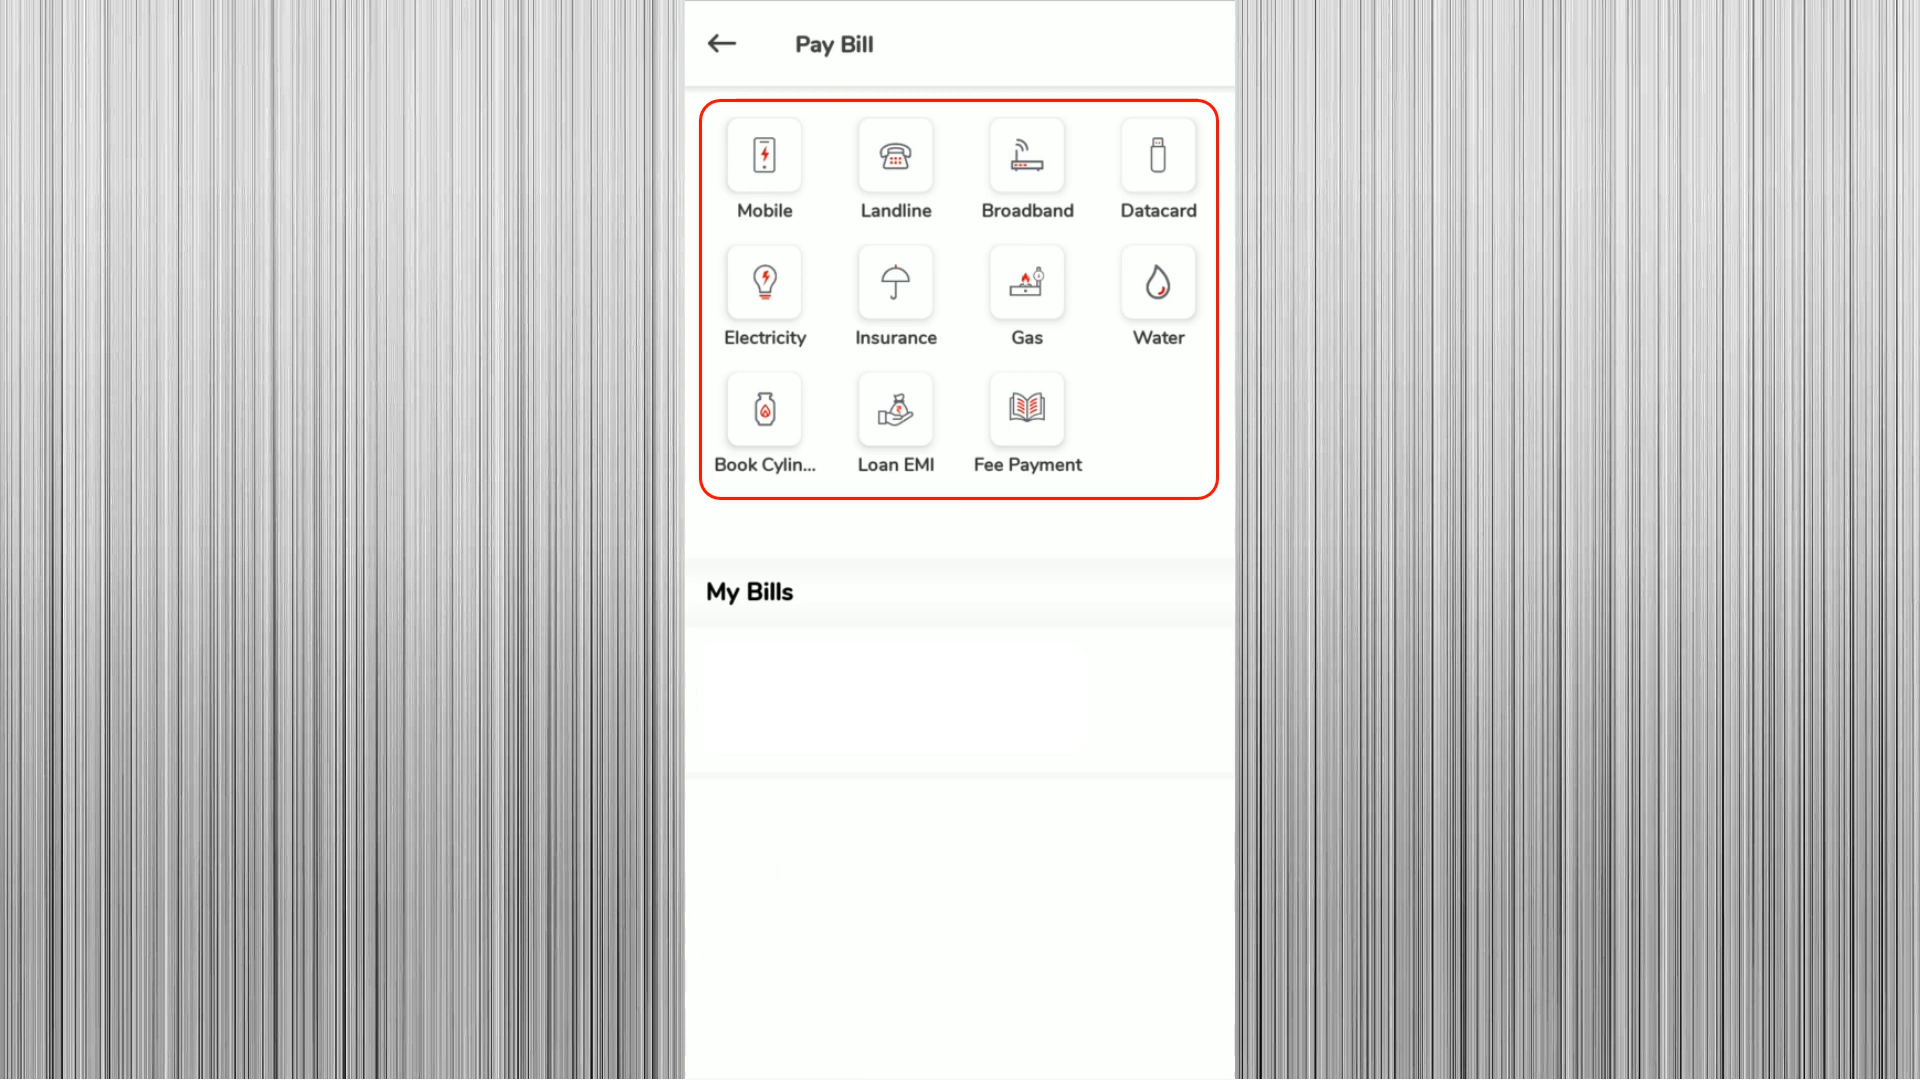 Pay Bill
Mobile
Landline
Broadband
Datacard
Electricity
Insurance
Gas
Water
Book Cylin...
Loan EMI
Fee Payment
My Bills